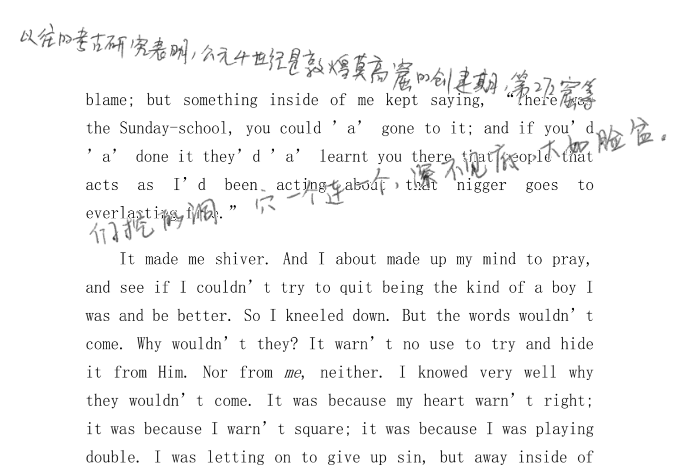 以往的考古研究表明，公元4世纪是敦煌莫高窟的创建期，第272窟等
blame; but something inside of me kept saying, “There was
the Sunday-school, you could ’a’ gone to it; and if you’d
’a’ done it they’d ’a’ learnt you there that people that
acts as I’d been acting about that nigger goes to
everlasting fire.”
们挖的洞穴一个连一个，深不见底，大如脸盆。
It made me shiver. And I about made up my mind to pray,
and see if I couldn’t try to quit being the kind of a boy I
was and be better. So I kneeled down. But the words wouldn’t
come. Why wouldn’t they? It warn’t no use to try and hide
it from Him. Nor from me, neither. I knowed very well why
they wouldn’t come. It was because my heart warn’t right;
it was because I warn’t square; it was because I was playing
double. I was letting on to give up sin, but away inside of